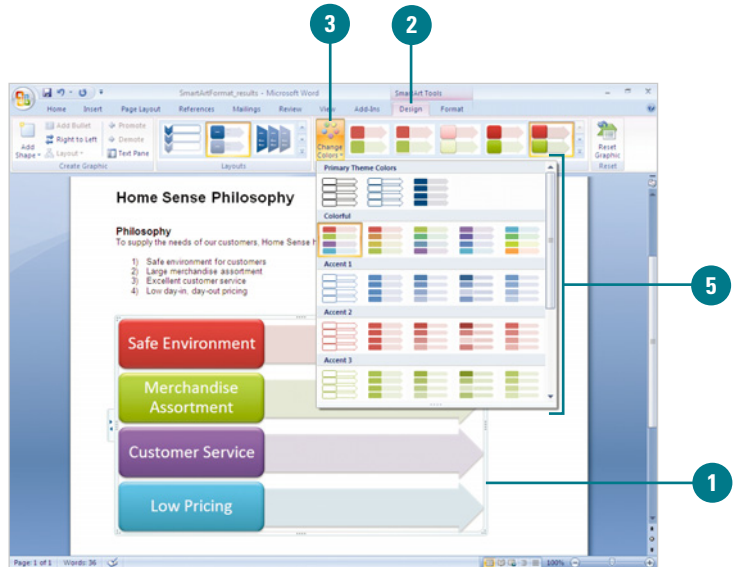 3
2
SmartArtFormat_results - Microsoft Word
SmartArt Tools
Home Insert Page Layout References Mailings Review View Add-Ins Design Format
Add Shape
Add Bullet
Right to Left
Layout
Promote
Demote
Text Pane
Create Graphic
Layouts
Change Colors
Reset Graphic
Reset
Primary Theme Colors
Colorful
Accent 1
Accent 2
Accent 3
5
Home Sense Philosophy
Philosophy
To supply the needs of our customers. Home Sense h
1) Safe environment for customers
2) Large merchandise assortment
3) Excellent customer service
4) Low day-in, day-out pricing
Safe Environment
Merchandise
Assortment
Customer Service
Low Pricing
1
Page: 1 of 1 Words: 36 100%